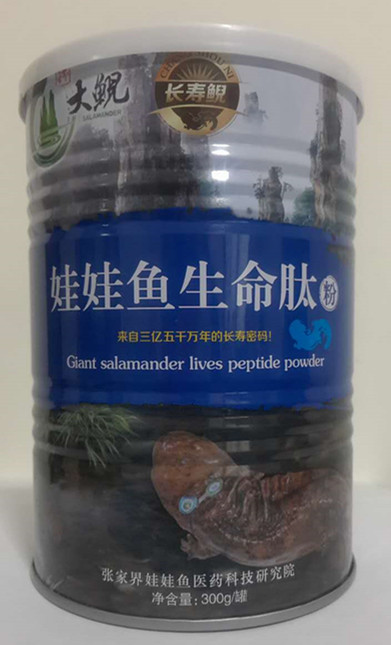 大鲵
SALAMANDER
长寿鲵
娃娃鱼生命肽粉
来自三亿五千万年的长寿密码!
Giant salamander lives peptide powder
张家界娃娃鱼医药科技研究院
净含量: 300g/罐